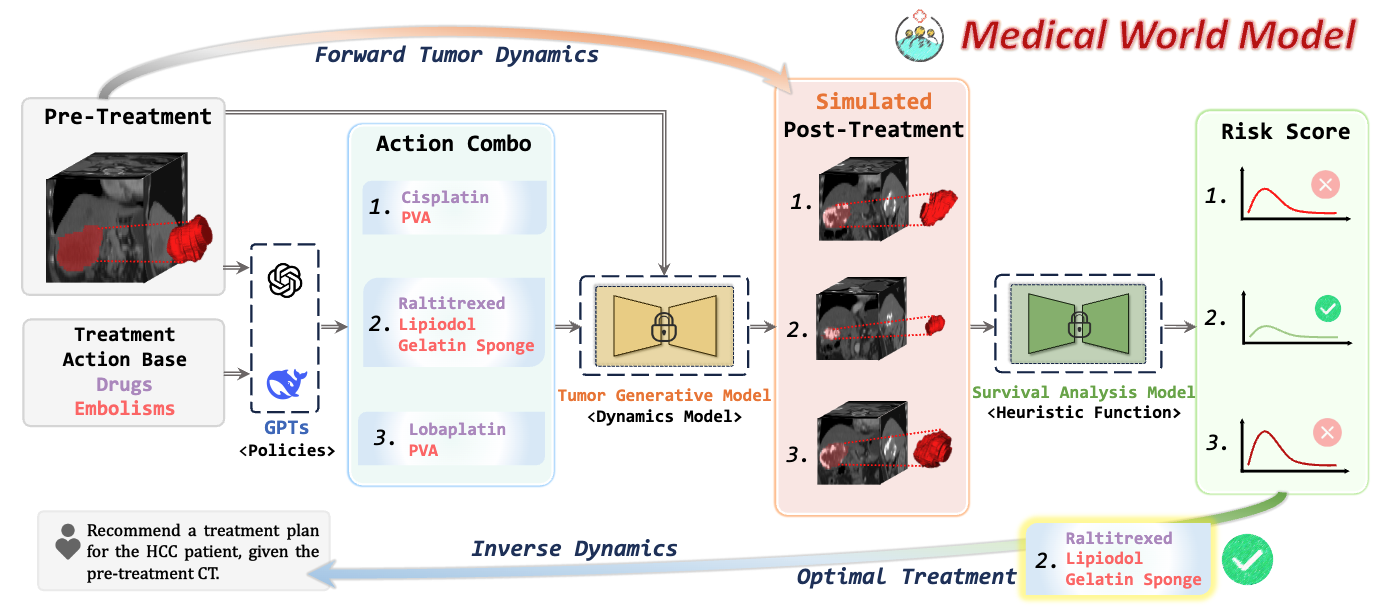 Medical World Model
Forward Tumor Dynamics
Pre-Treatment
Treatment
Action Base
Drugs
Embolisms
GPTs
<Policies>
Action Combo
1. Cisplatin
PVA
2. Raltitrexed
Lipiodol
Gelatin Sponge
3. Lobaplatin
PVA
Tumor Generative Model
<Dynamics Model>
Simulated
Post-Treatment
1.
2.
3.
Survival Analysis Model
<Heuristic Function>
Risk Score
1.
2.
3.
Recommend a treatment plan
for the HCC patient, given the
pre-treatment CT.
Inverse Dynamics
Optimal Treatment
2. Raltitrexed
Lipiodol
Gelatin Sponge